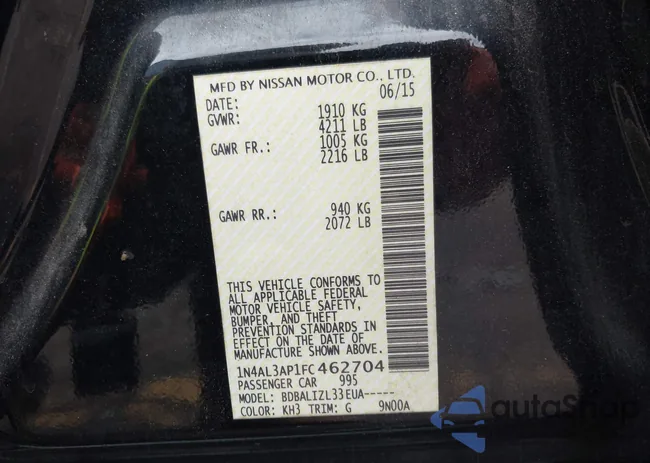 MFD BY NISSAN MOTOR CO., LTD.
DATE: 06/15
GVWR: 1910 KG
4211 LB
GAWR FR.: 1005 KG
2216 LB
GAWR RR.: 940 KG
2072 LB
THIS VEHICLE CONFORMS TO
ALL APPLICABLE FEDERAL
MOTOR VEHICLE SAFETY,
BUMPER, AND THEFT
PREVENTION STANDARDS IN
EFFECT ON THE DATE OF
MANUFACTURE SHOWN ABOVE.
1N4AL3AP1FC462704
PASSENGER CAR 995
MODEL: BDBALIZL33EUA-----
COLOR: KH3 TRIM: G 9N00A
autoShop